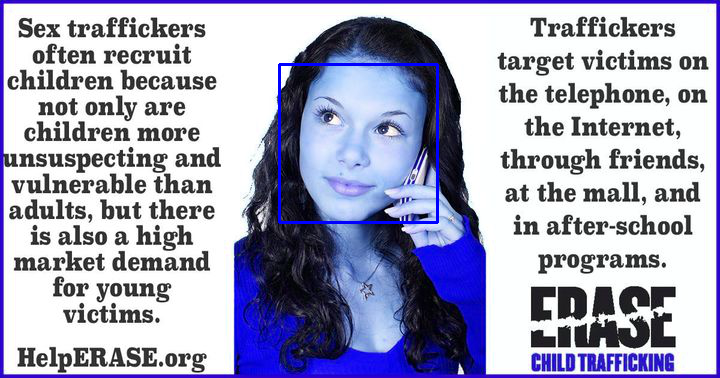 Sex traffickers
often recruit
children because
not only are
children more
unsuspecting and
vulnerable than
adults, but there
is also a high
market demand
for young
victims.
HelpERASE.org
Traffickers
target victims on
the telephone, on
the Internet,
through friends,
at the mall, and
in after-school
programs.
ERASE
CHILD TRAFFICKING